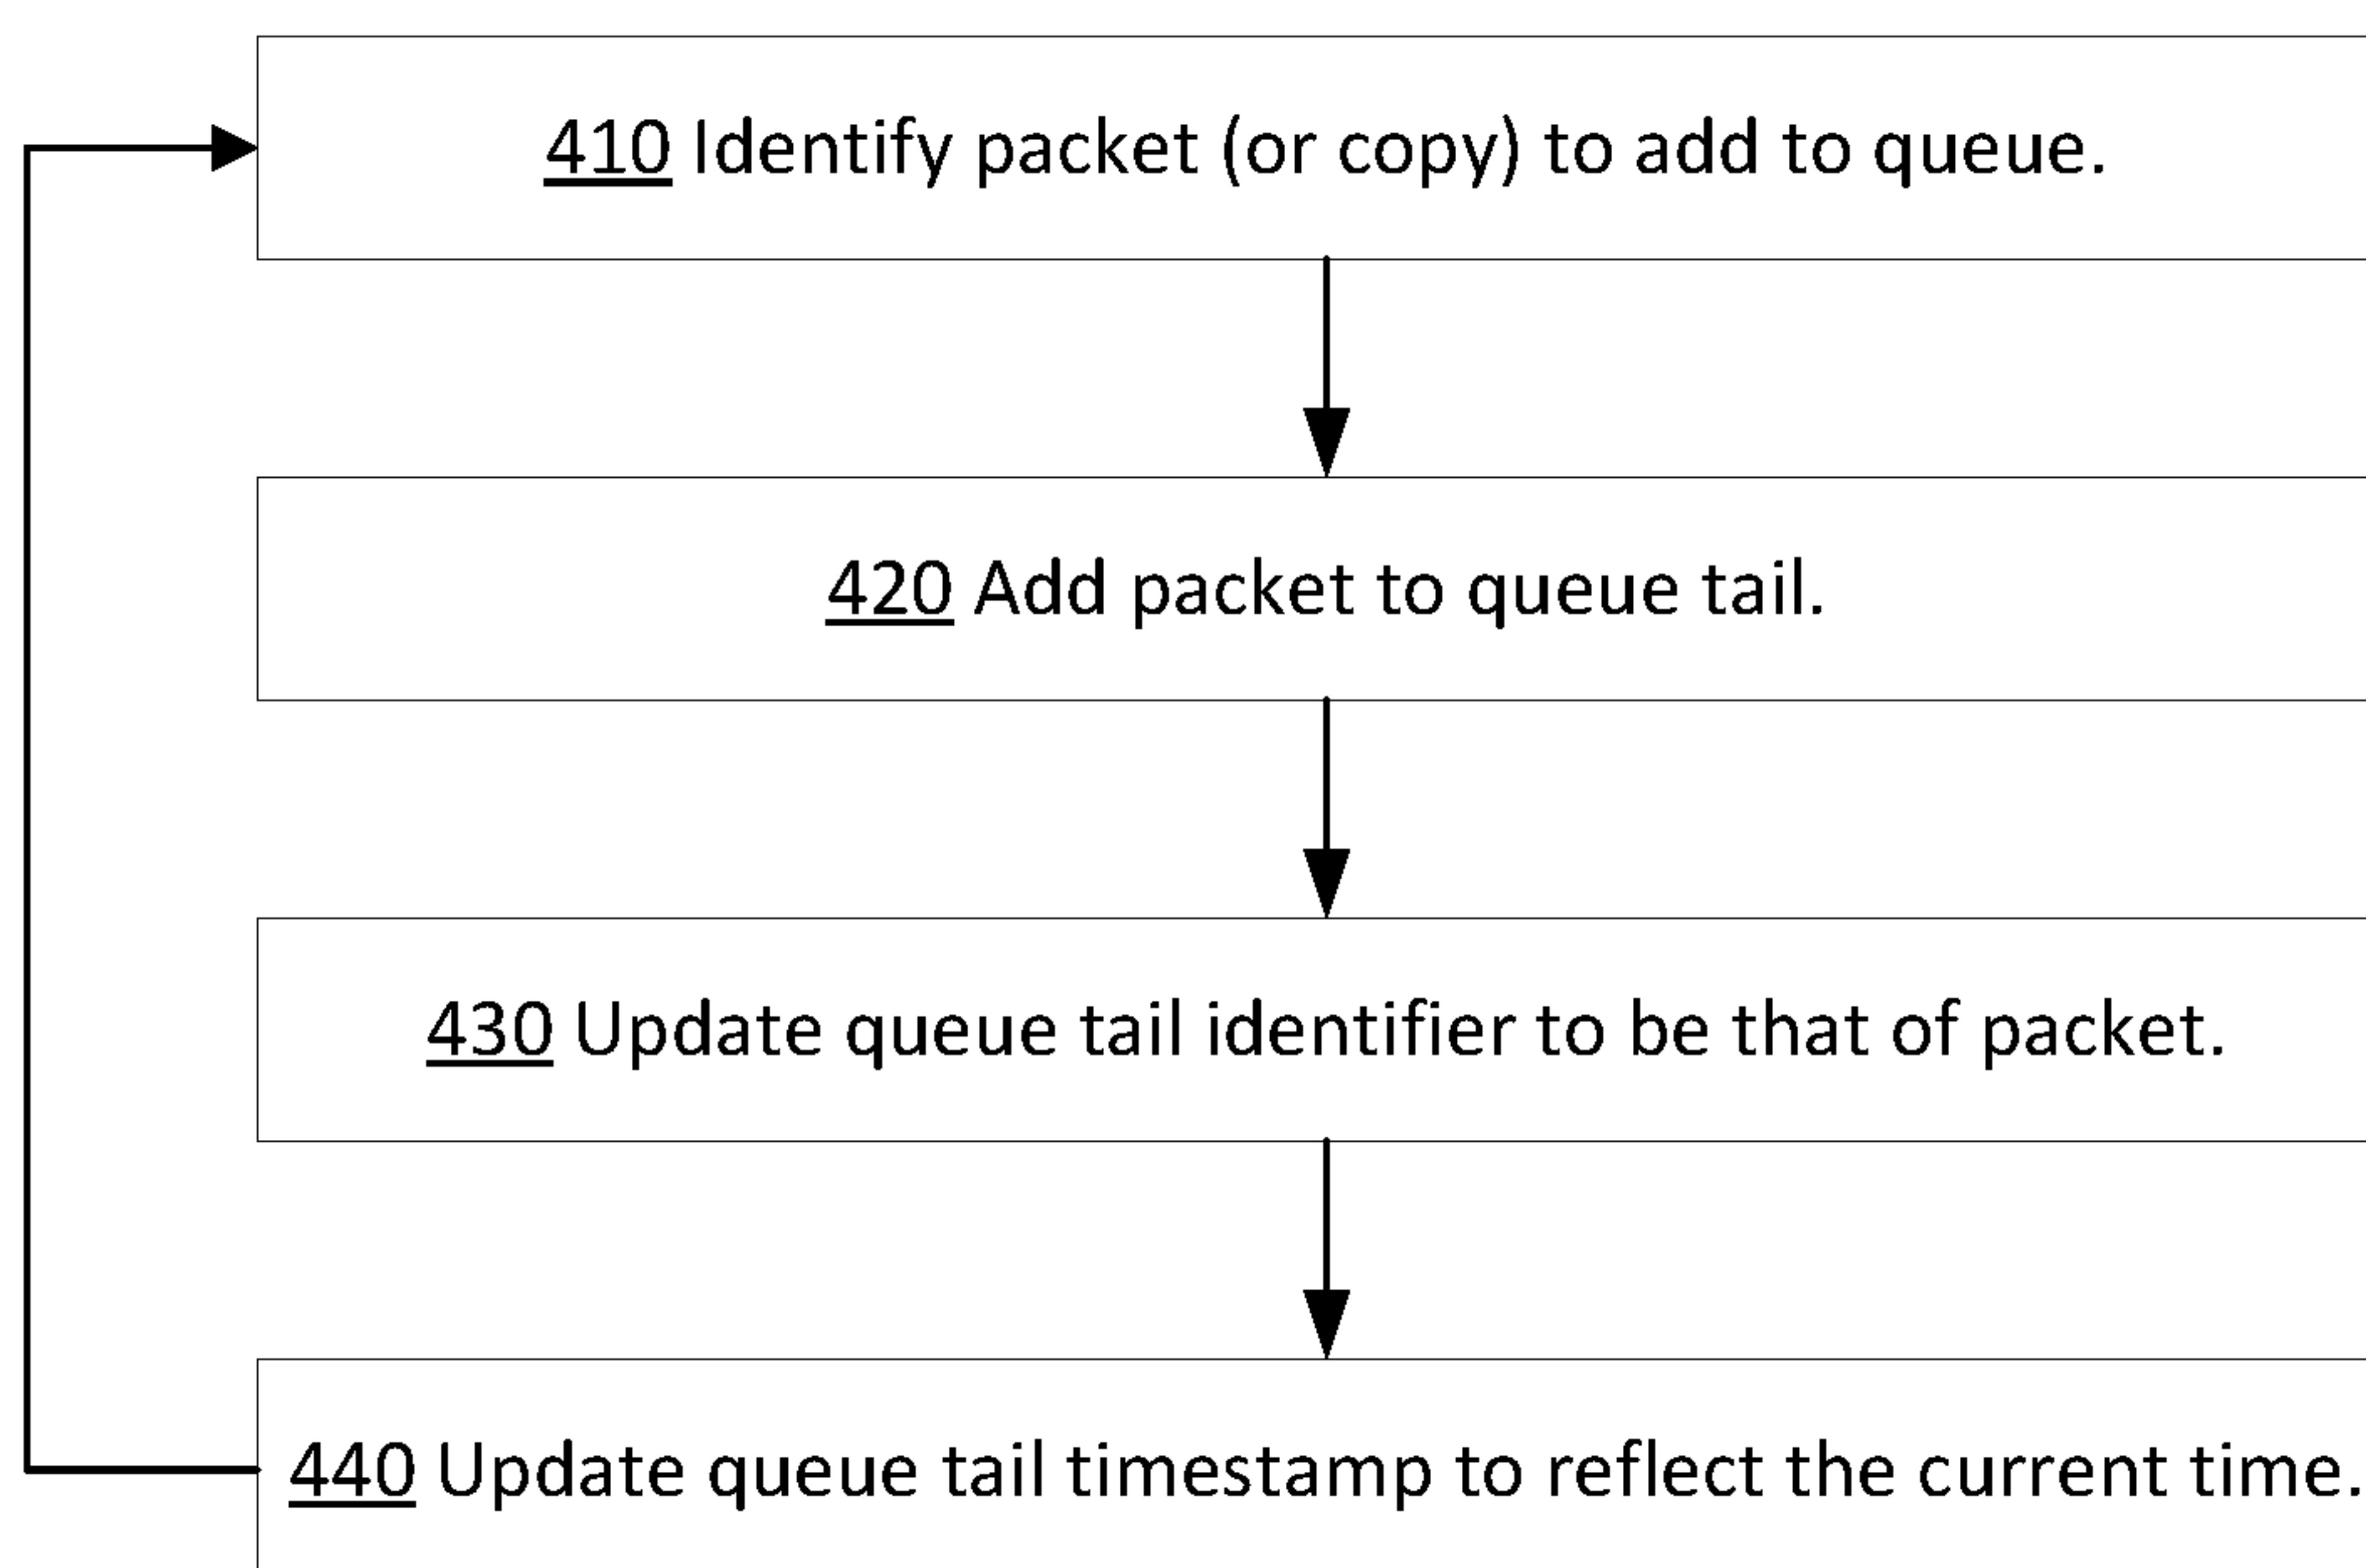 410 Identify packet (or copy) to add to queue.
420 Add packet to queue tail.
430 Update queue tail identifier to be that of packet.
440 Update queue tail timestamp to reflect the current time.